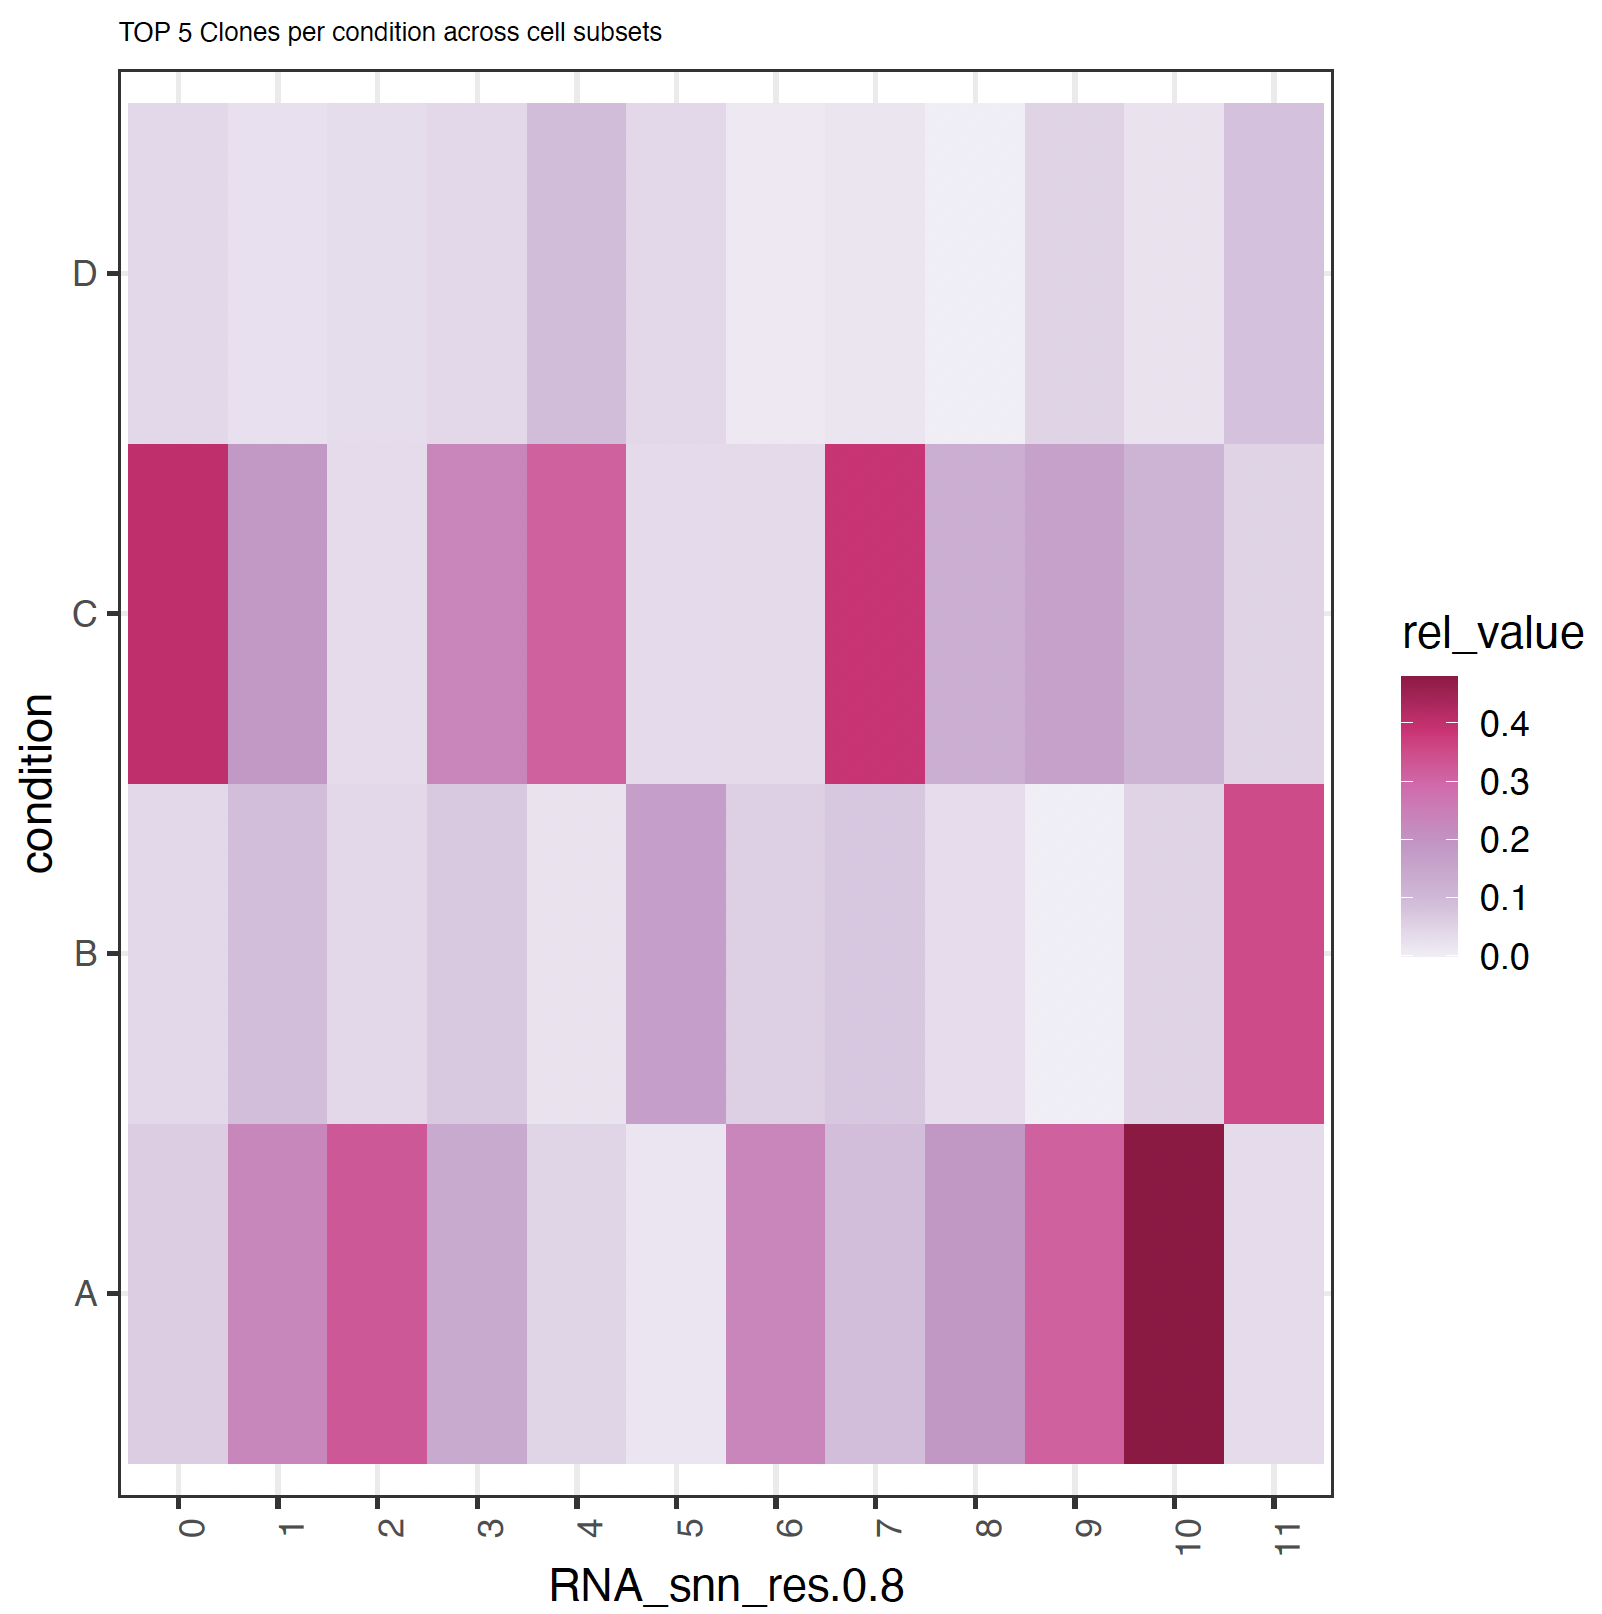 TOP 5 Clones per condition across cell subsets
D
C
B
A
condition
0 1 2 3 4 5 6 7 8 9 10 11
RNA_snn_res.0.8
rel_value
0.4
0.3
0.2
0.1
0.0